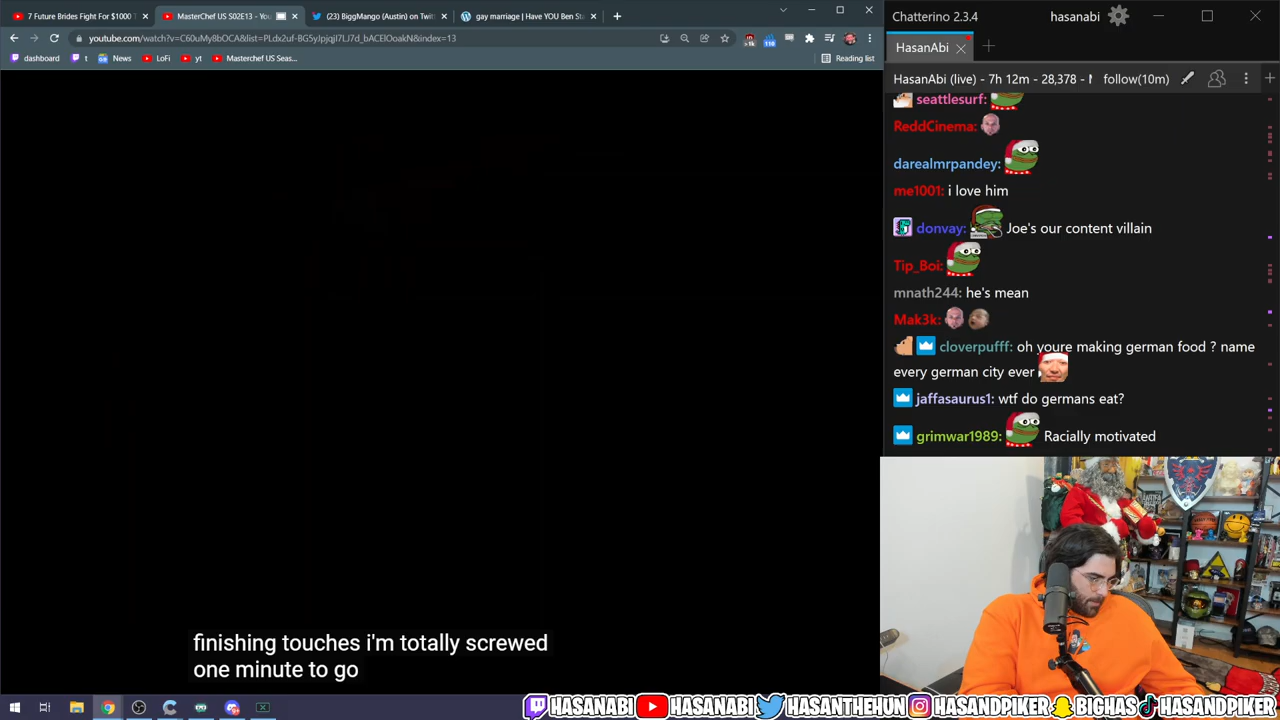 7 Future Brides Fight For $1000
MasterChef US S02E13 - You
(23) BiggMango (Austin) on Twit
gay marriage | Have YOU Ben Sta
youtube.com/watch?v=C60uMy8bOCA&list=PLdx2uf-BG5yJpjqjI7LJ7d_bACElOoakN&index=13
dashboard
t
News
LoFi
yt
Masterchef US Seas...
Reading list
finishing touches i'm totally screwed
one minute to go
Chatterino 2.3.4
hasanabi
HasanAbi
HasanAbi (live) - 7h 12m - 28,378 -
follow(10m)
seattlesurf:
ReddCinema:
darealmrpandey:
me1001: i love him
donvay: Joe's our content villain
Tip_Boi:
mnath244: he's mean
Mak3k:
cloverpufff: oh youre making german food ? name
every german city ever
jaffasaurus1: wtf do germans eat?
grimwar1989: Racially motivated
HASANABI HASANABI HASANTHEHUN HASANDPIKER BIGHAS HASANDPIKER